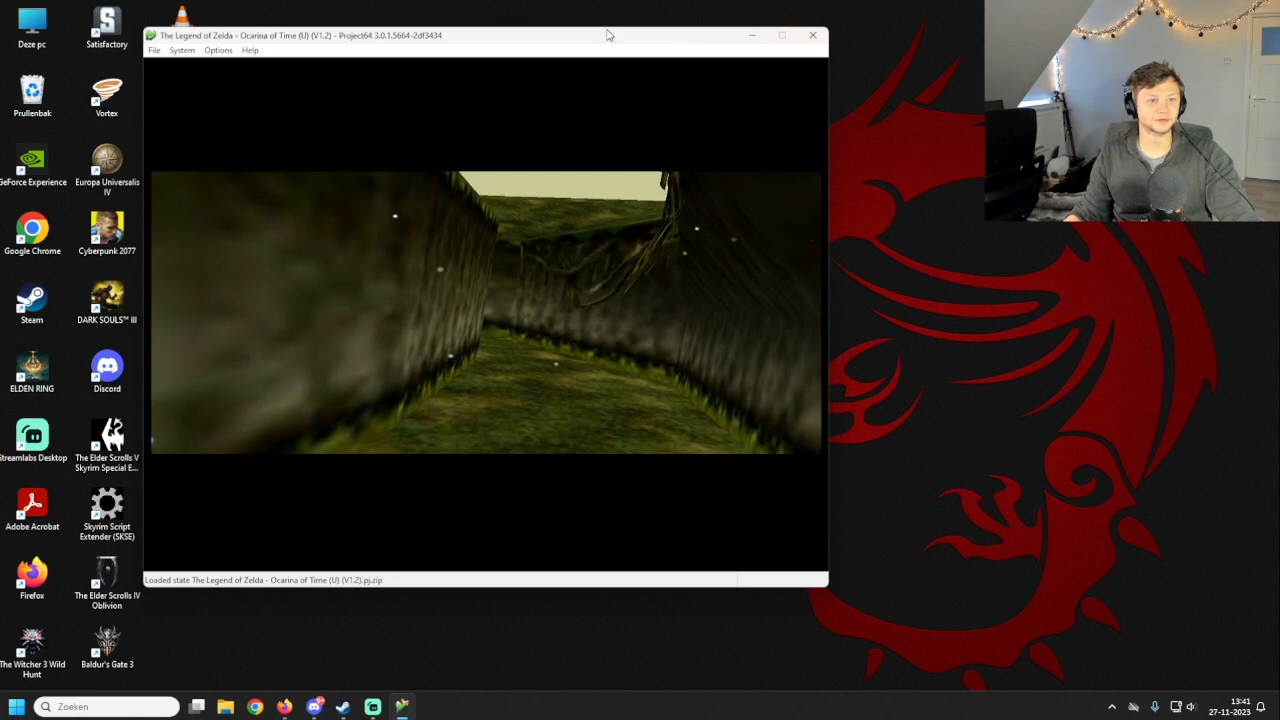 The Legend of Zelda - Ocarina of Time (U) (V1.2) - Project64 3.0.1.5664-2df3434
File System Options Help
Deze pc
Satisfactory
Prullenbak
Vortex
GeForce Experience
Europa Universalis
IV
Google Chrome
Cyberpunk 2077
Steam
DARK SOULS™ III
ELDEN RING
Discord
Streamlabs Desktop
The Elder Scrolls V
Skyrim Special E...
Adobe Acrobat
Skyrim Script
Extender (SKSE)
Firefox
The Elder Scrolls IV
Oblivion
The Witcher 3 Wild
Hunt
Baldur's Gate 3
Loaded state The Legend of Zelda - Ocarina of Time (U) (V1.2).pj.zip
Zoeken
13:41
27-11-2023